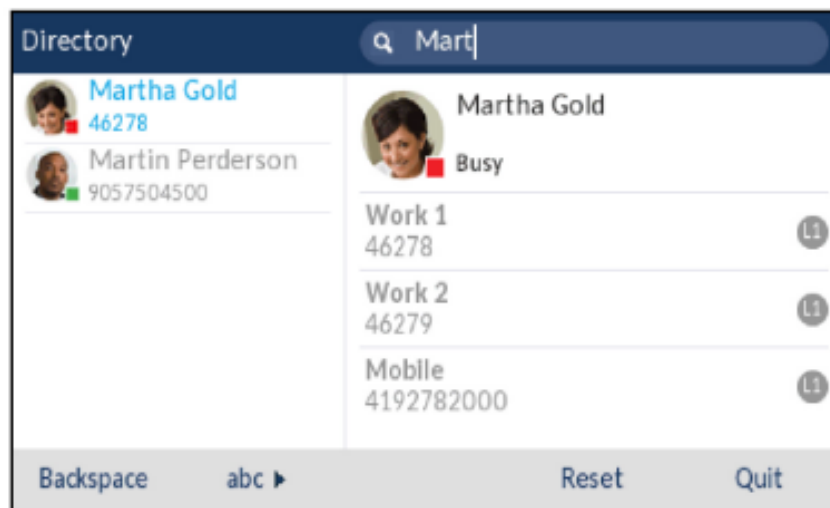 Directory
Mart
Martha Gold
46278
Martin Perderson
9057504500
Martha Gold
Busy
Work 1
46278
L1
Work 2
46279
L1
Mobile
4192782000
L1
Backspace abc Reset Quit